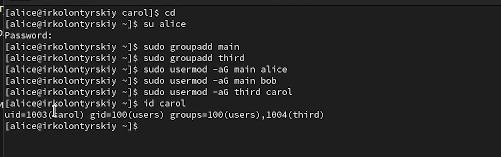 [alice@irkolontyrskiy carol]$ cd
[alice@irkolontyrskiy ~]$ su alice
Password:
[alice@irkolontyrskiy ~]$ sudo groupadd main
[alice@irkolontyrskiy ~]$ sudo groupadd third
[alice@irkolontyrskiy ~]$ sudo usermod -aG main alice
[alice@irkolontyrskiy ~]$ sudo usermod -aG main bob
[alice@irkolontyrskiy ~]$ sudo usermod -aG third carol
[alice@irkolontyrskiy ~]$ id carol
uid=1003(carol) gid=100(users) groups=100(users),1004(third)
[alice@irkolontyrskiy ~]$